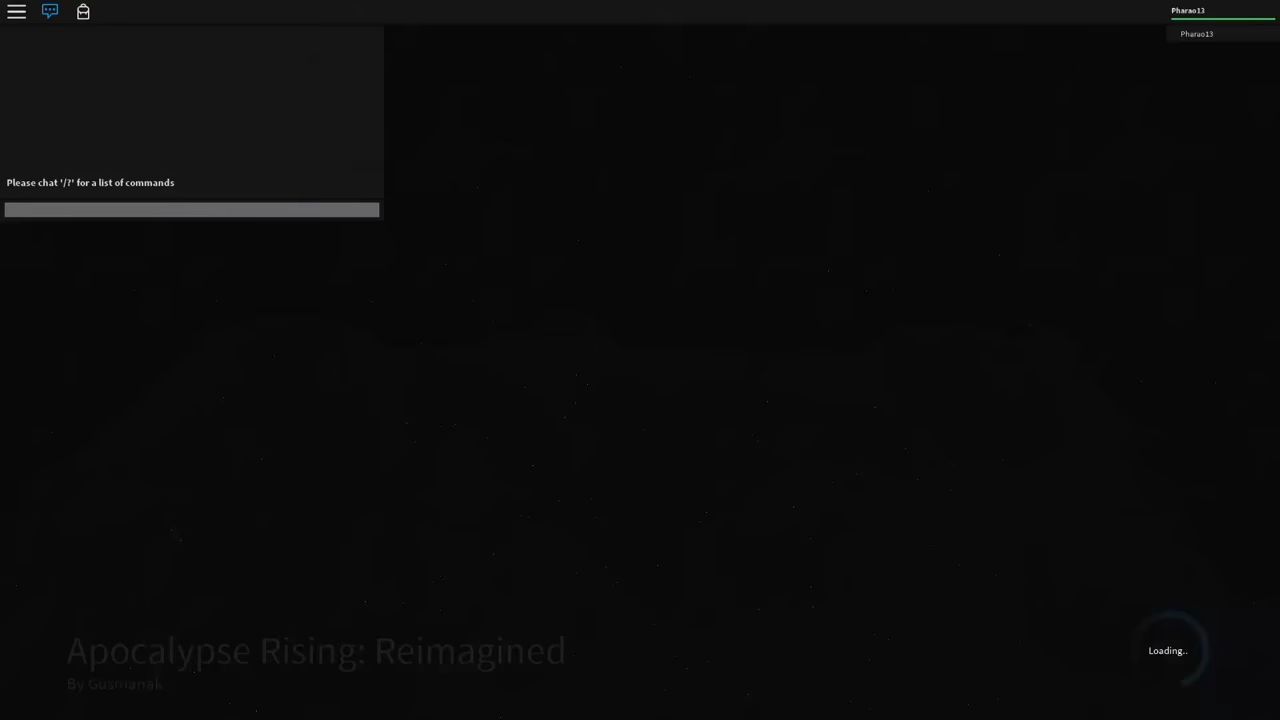 Pharao13
Pharao13
Please chat '/?' for a list of commands
Apocalypse Rising: Reimagined
By Gusmanak
Loading..